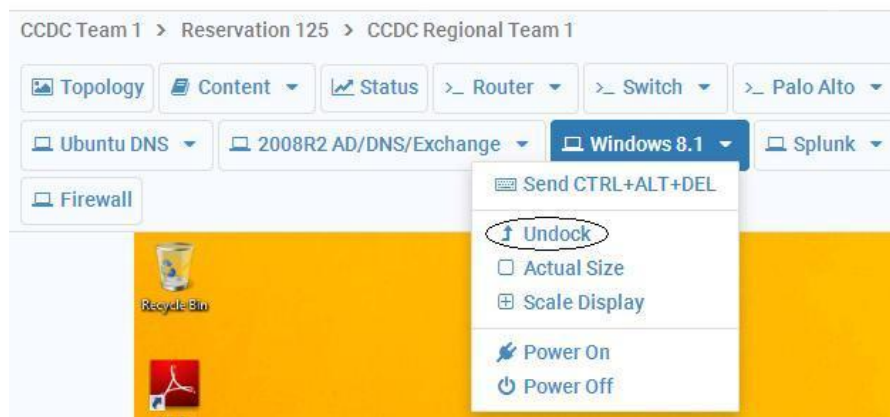 CCDC Team 1 > Reservation 125 > CCDC Regional Team 1
Topology Content Status >_ Router >_ Switch >_ Palo Alto
Ubuntu DNS 2008R2 AD/DNS/Exchange Windows 8.1 Splunk
Firewall
Send CTRL+ALT+DEL
Undock
Actual Size
Scale Display
Power On
Power Off
Recycle Bin